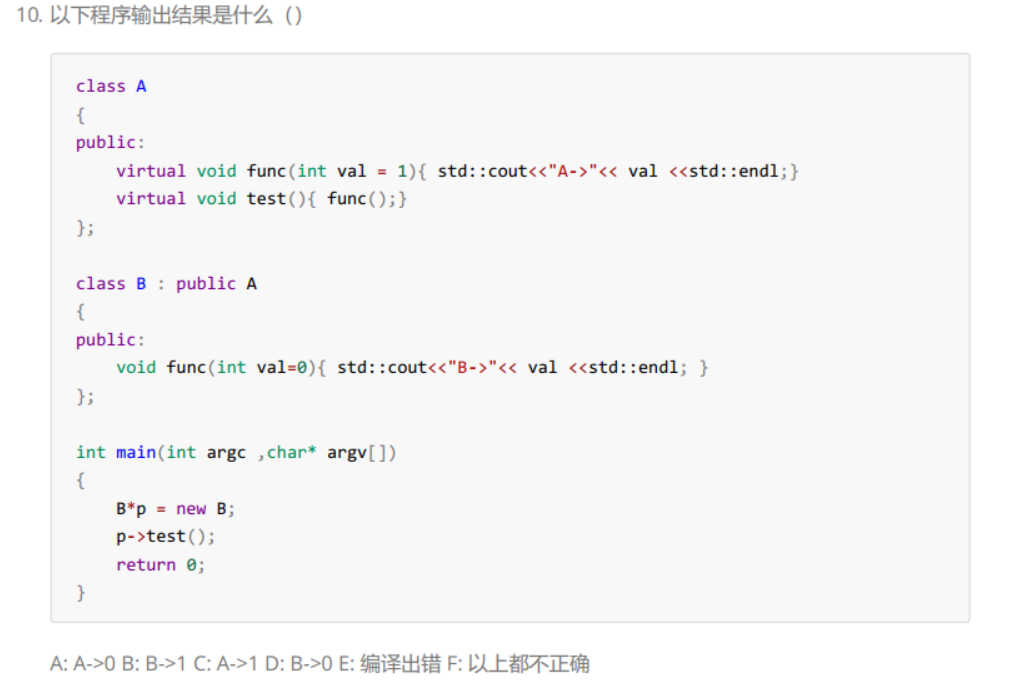 10. 以下程序输出结果是什么（）
class A
{
public:
    virtual void func(int val = 1){ std::cout<<"A->"<< val <<std::endl;}
    virtual void test(){ func();}
};
class B : public A
{
public:
    void func(int val=0){ std::cout<<"B->"<< val <<std::endl; }
};
int main(int argc ,char* argv[])
{
    B*p = new B;
    p->test();
    return 0;
}
A: A->0 B: B->1 C: A->1 D: B->0 E: 编译出错 F: 以上都不正确